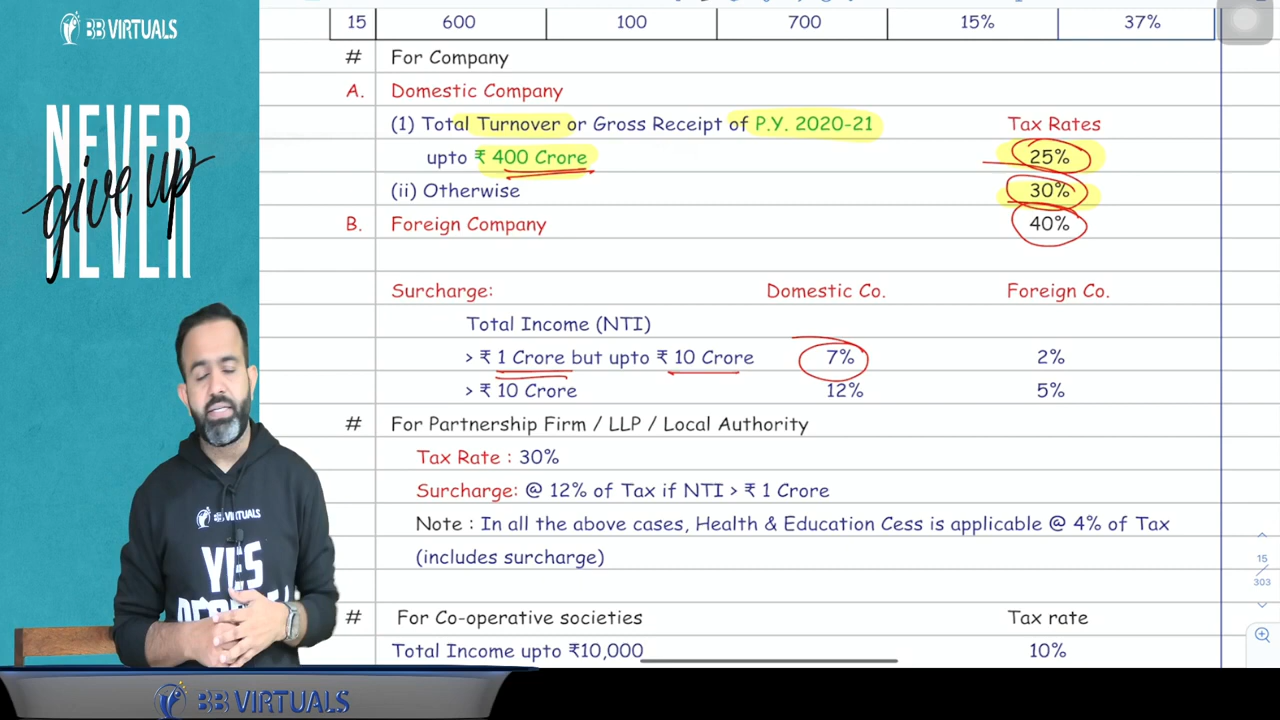 BB VIRTUALS
NEVER
give up
NEVER
15 600 100 700 15% 37%
# For Company
A. Domestic Company
(1) Total Turnover or Gross Receipt of P.Y. 2020-21 Tax Rates
upto ₹ 400 Crore 25%
(ii) Otherwise 30%
B. Foreign Company 40%
Surcharge: Domestic Co. Foreign Co.
Total Income (NTI)
> ₹ 1 Crore but upto ₹ 10 Crore 7% 2%
> ₹ 10 Crore 12% 5%
# For Partnership Firm / LLP / Local Authority
Tax Rate : 30%
Surcharge: @ 12% of Tax if NTI > ₹ 1 Crore
Note : In all the above cases, Health & Education Cess is applicable @ 4% of Tax
(includes surcharge)
# For Co-operative societies Tax rate
Total Income upto ₹10,000 10%
15
303
BB VIRTUALS
YES
BB VIRTUALS